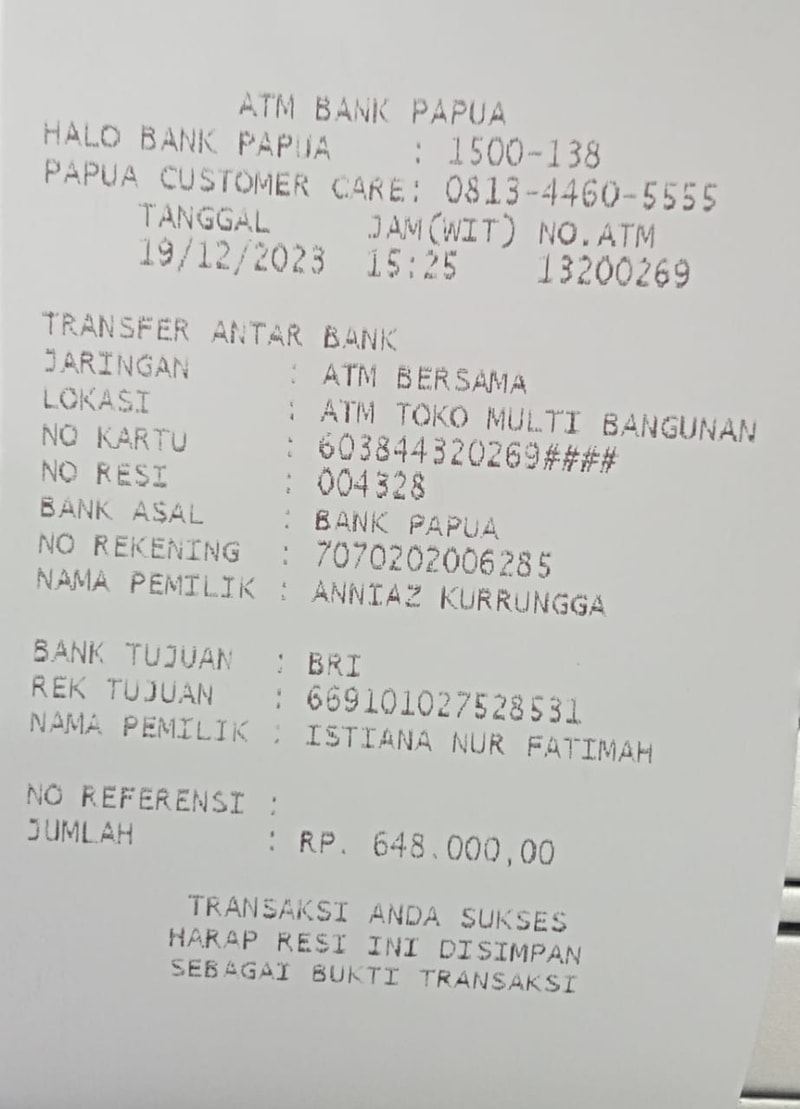 ATM BANK PAPUA
HALO BANK PAPUA : 1500-138
PAPUA CUSTOMER CARE: 0813-4460-5555
TANGGAL JAM(WIT) NO.ATM
19/12/2023 15:25 13200269
TRANSFER ANTAR BANK
JARINGAN : ATM BERSAMA
LOKASI : ATM TOKO MULTI BANGUNAN
NO KARTU : 603844320269####
NO RESI : 004328
BANK ASAL : BANK PAPUA
NO REKENING : 7070202006285
NAMA PEMILIK : ANNIAZ KURRUNGGA
BANK TUJUAN : BRI
REK TUJUAN : 669101027528531
NAMA PEMILIK : ISTIANA NUR FATIMAH
NO REFERENSI :
JUMLAH : RP. 648.000,00
TRANSAKSI ANDA SUKSES
HARAP RESI INI DISIMPAN
SEBAGAI BUKTI TRANSAKSI